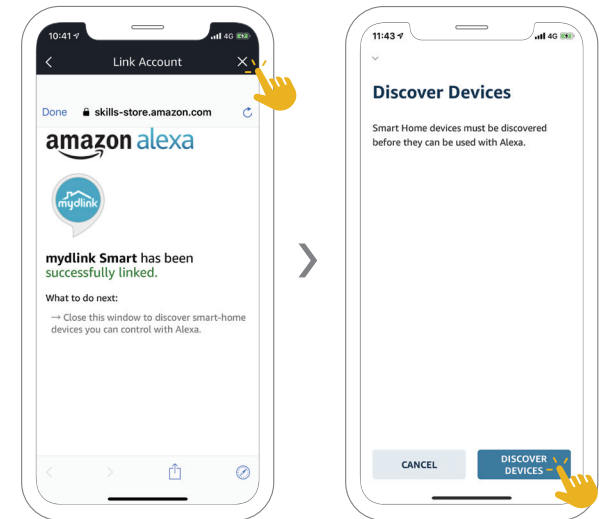 10:41 4G
Link Account
Done skills-store.amazon.com
amazon alexa
mydlink
mydlink Smart has been
successfully linked.
What to do next:
→ Close this window to discover smart-home
devices you can control with Alexa.
11:43 4G
Discover Devices
Smart Home devices must be discovered
before they can be used with Alexa.
CANCEL
DISCOVER
DEVICES